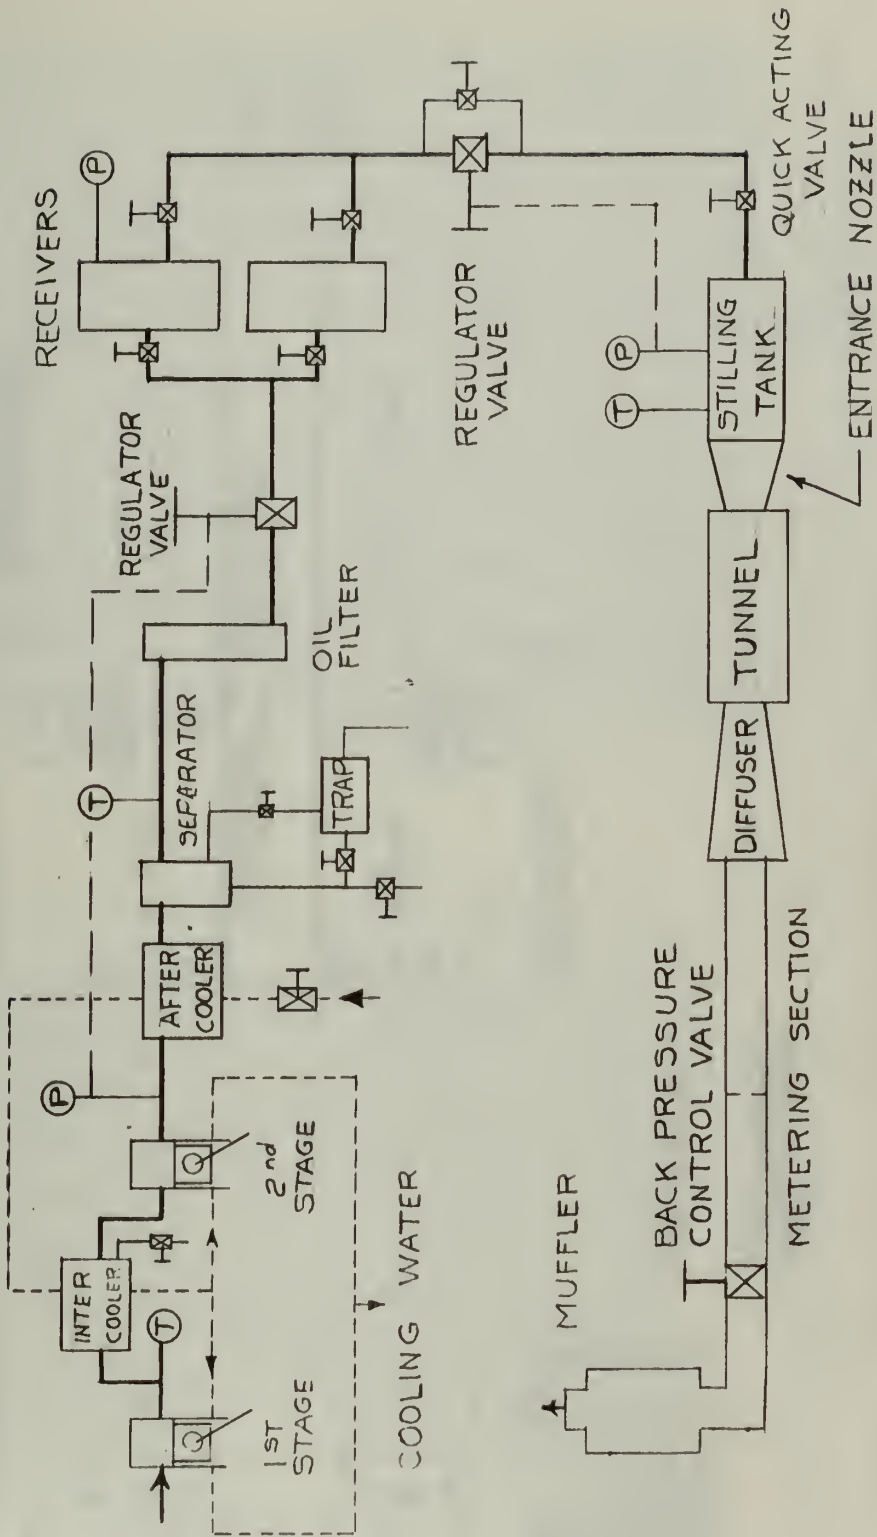 1ST
STAGE
INTER
COOLER
T
2nd
STAGE
COOLING WATER
P
AFTER
COOLER
SEPARATOR
T
TRAP
OIL
FILTER
REGULATOR
VALVE
RECEIVERS
P
REGULATOR
VALVE
QUICK ACTING
VALVE
STILLING
TANK
T
P
ENTRANCE NOZZLE
TUNNEL
DIFFUSER
METERING SECTION
BACK PRESSURE
CONTROL VALVE
MUFFLER